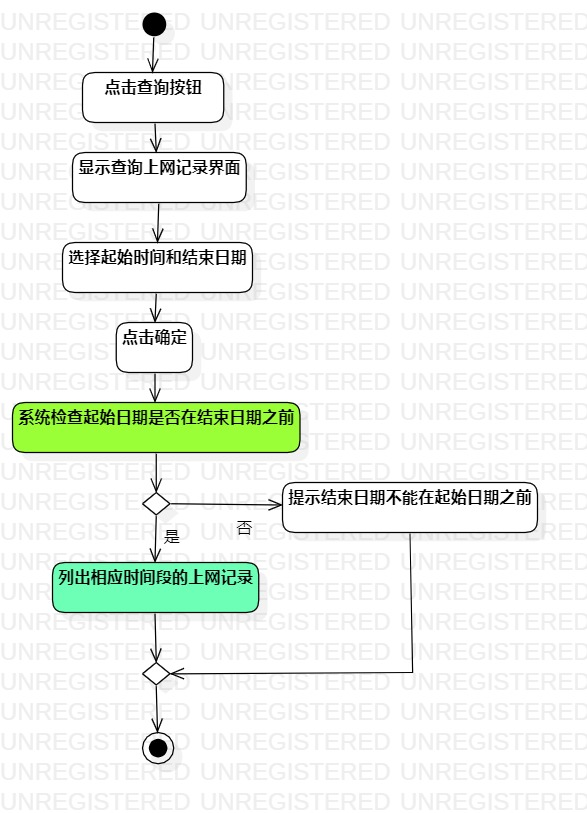 点击查询按钮
显示查询上网记录界面
选择起始时间和结束日期
点击确定
系统检查起始日期是否在结束日期之前
提示结束日期不能在起始日期之前
是
否
列出相应时间段的上网记录
UNREGISTERED UNREGISTERED UNREGISTERED